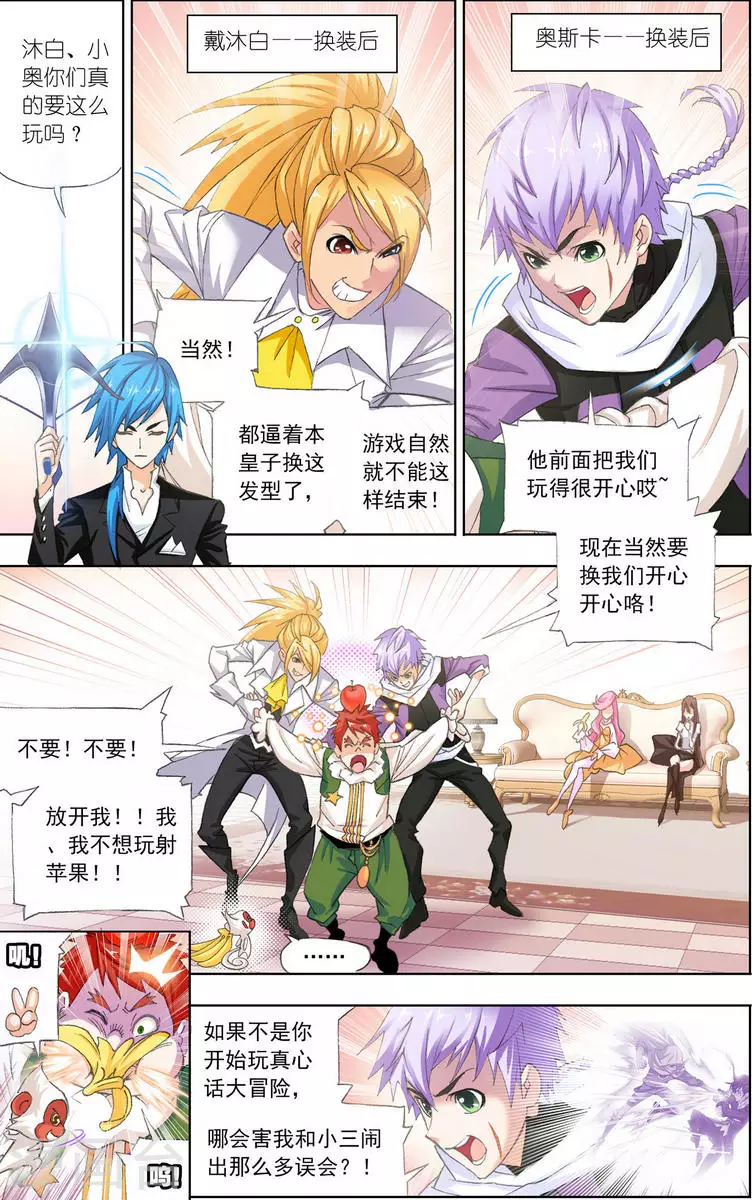 沐白、小
奥你们真
的要这么
玩吗？
戴沐白——换装后
奥斯卡——换装后
当然！
都逼着本
皇子换这
发型了，
游戏自然
就不能这
样结束！
他前面把我们
玩得很开心哎~
现在当然要
换我们开心
开心咯！
不要！不要！
放开我！！我
、我不想玩射
苹果！！
……
叽！
呜！
如果不是你
开始玩真心
话大冒险，
哪会害我和小三闹
出那么多误会？！